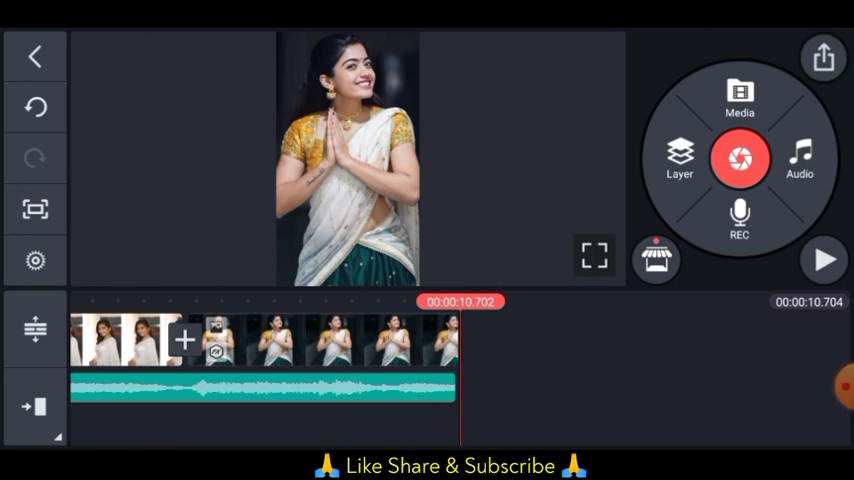 Media
Layer
Audio
REC
00:00:10.702
00:00:10.704
🙏 Like Share & Subscribe 🙏